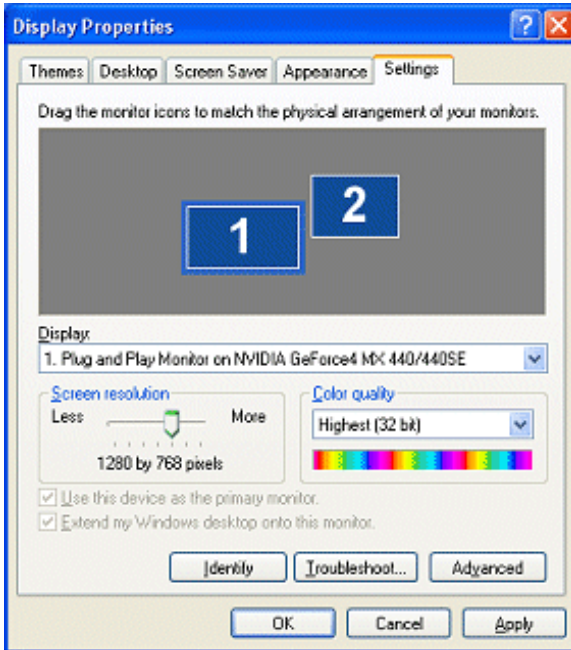 Display Properties
Themes Desktop Screen Saver Appearance Settings
Drag the monitor icons to match the physical arrangement of your monitors.
1
2
Display:
1. Plug and Play Monitor on NVIDIA GeForce4 MX 440/440SE
Screen resolution
Less More
1280 by 768 pixels
Color quality
Highest (32 bit)
Use this device as the primary monitor.
Extend my Windows desktop onto this monitor.
Identify Troubleshoot... Advanced
OK Cancel Apply